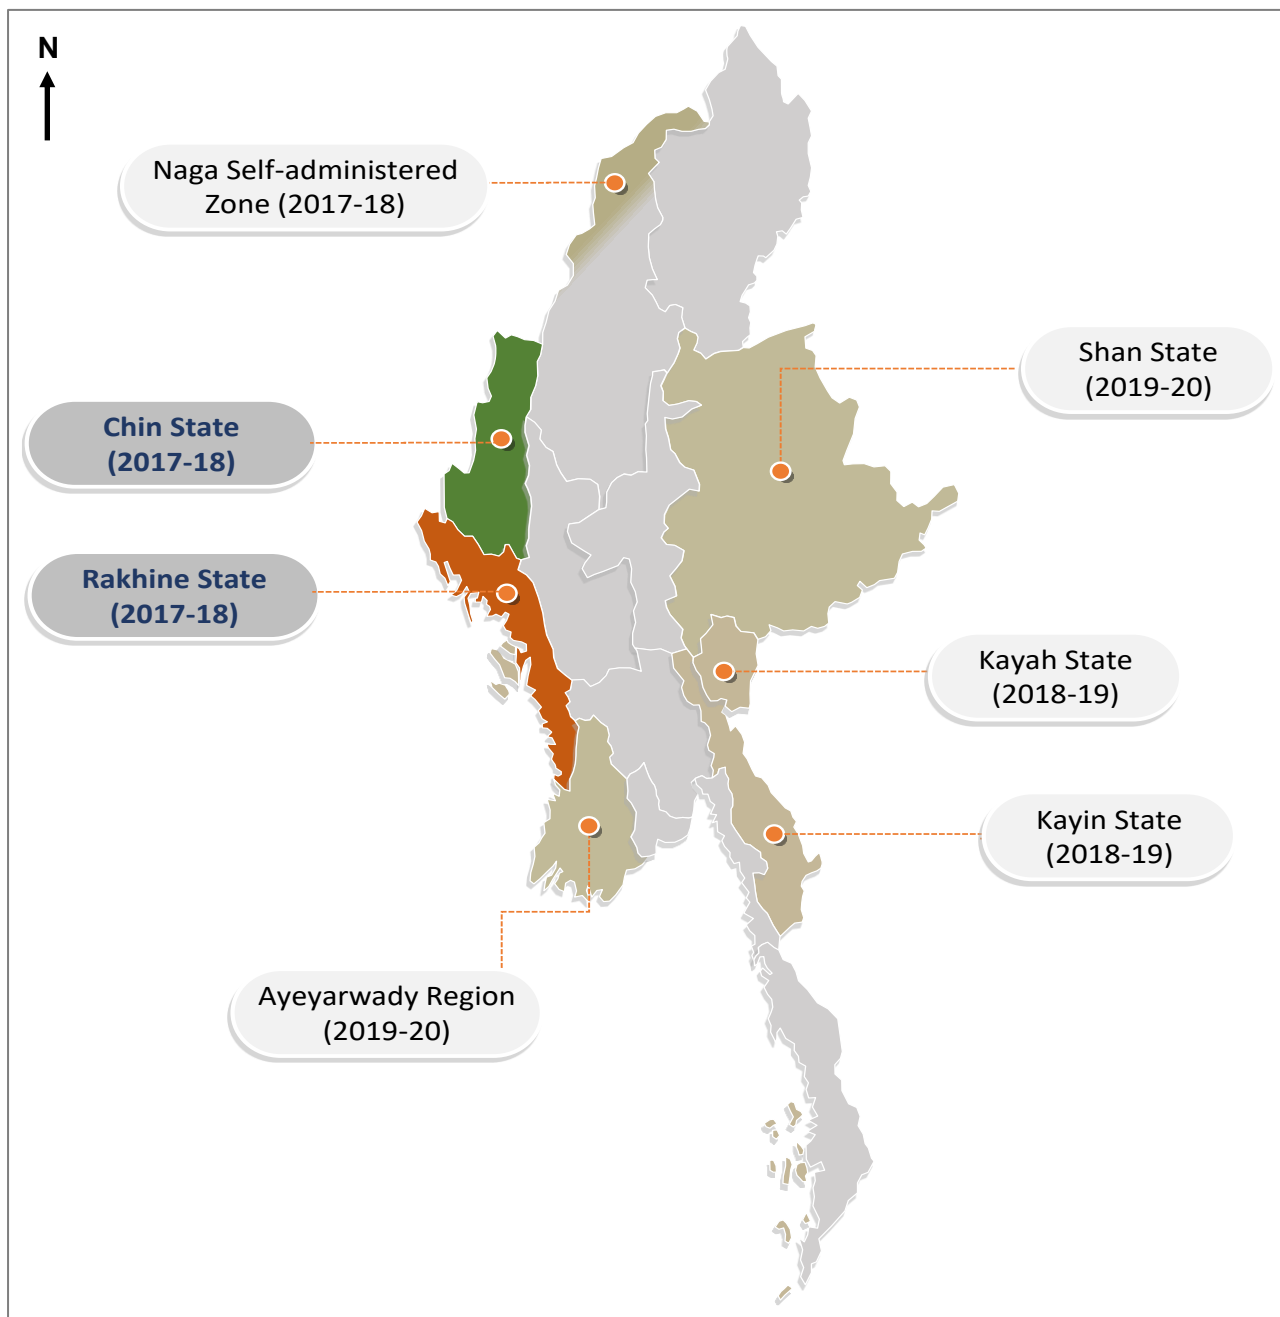 N
Naga Self-administered
Zone (2017-18)
Shan State
(2019-20)
Chin State
(2017-18)
Rakhine State
(2017-18)
Kayah State
(2018-19)
Kayin State
(2018-19)
Ayeyarwady Region
(2019-20)